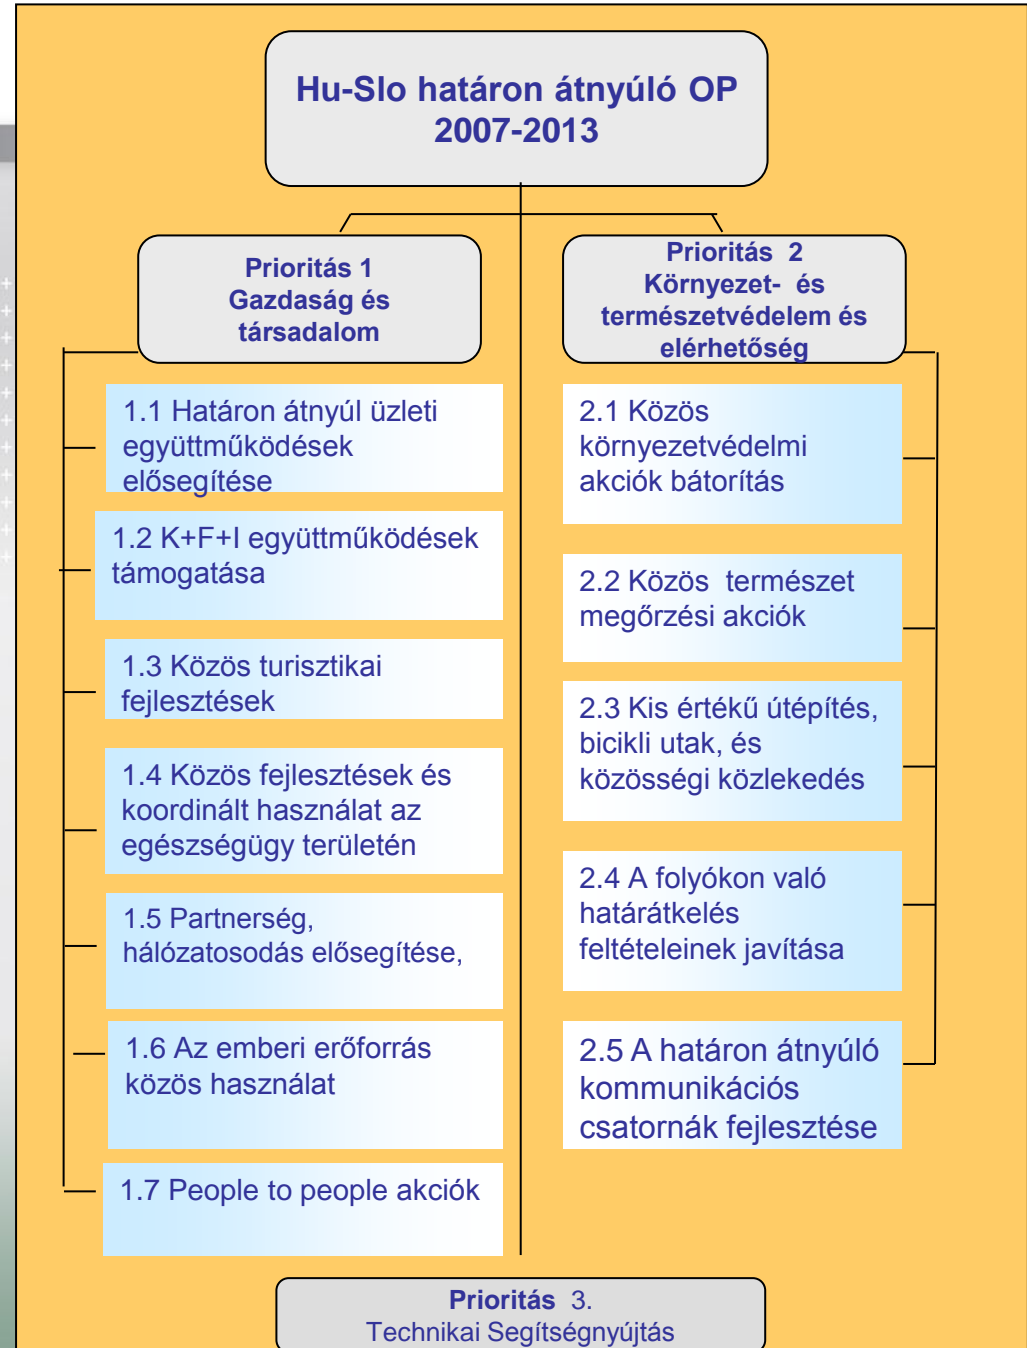 Hu-Slo határon átnyúló OP
2007-2013
Prioritás 1
Gazdaság és
társadalom
1.1 Határon átnyúl üzleti
együttműködések
elősegítése
1.2 K+F+I együttműködések
támogatása
1.3 Közös turisztikai
fejlesztések
1.4 Közös fejlesztések és
koordinált használat az
egészségügy területén
1.5 Partnerség,
hálózatosodás elősegítése,
1.6 Az emberi erőforrás
közös használat
1.7 People to people akciók
Prioritás 2
Környezet- és
természetvédelem és
elérhetőség
2.1 Közös
környezetvédelmi
akciók bátorítás
2.2 Közös természet
megőrzési akciók
2.3 Kis értékű útépítés,
bicikli utak, és
közösségi közlekedés
2.4 A folyókon való
határátkelés
feltételeinek javítása
2.5 A határon átnyúló
kommunikációs
csatornák fejlesztése
Prioritás 3.
Technikai Segítségnyújtás